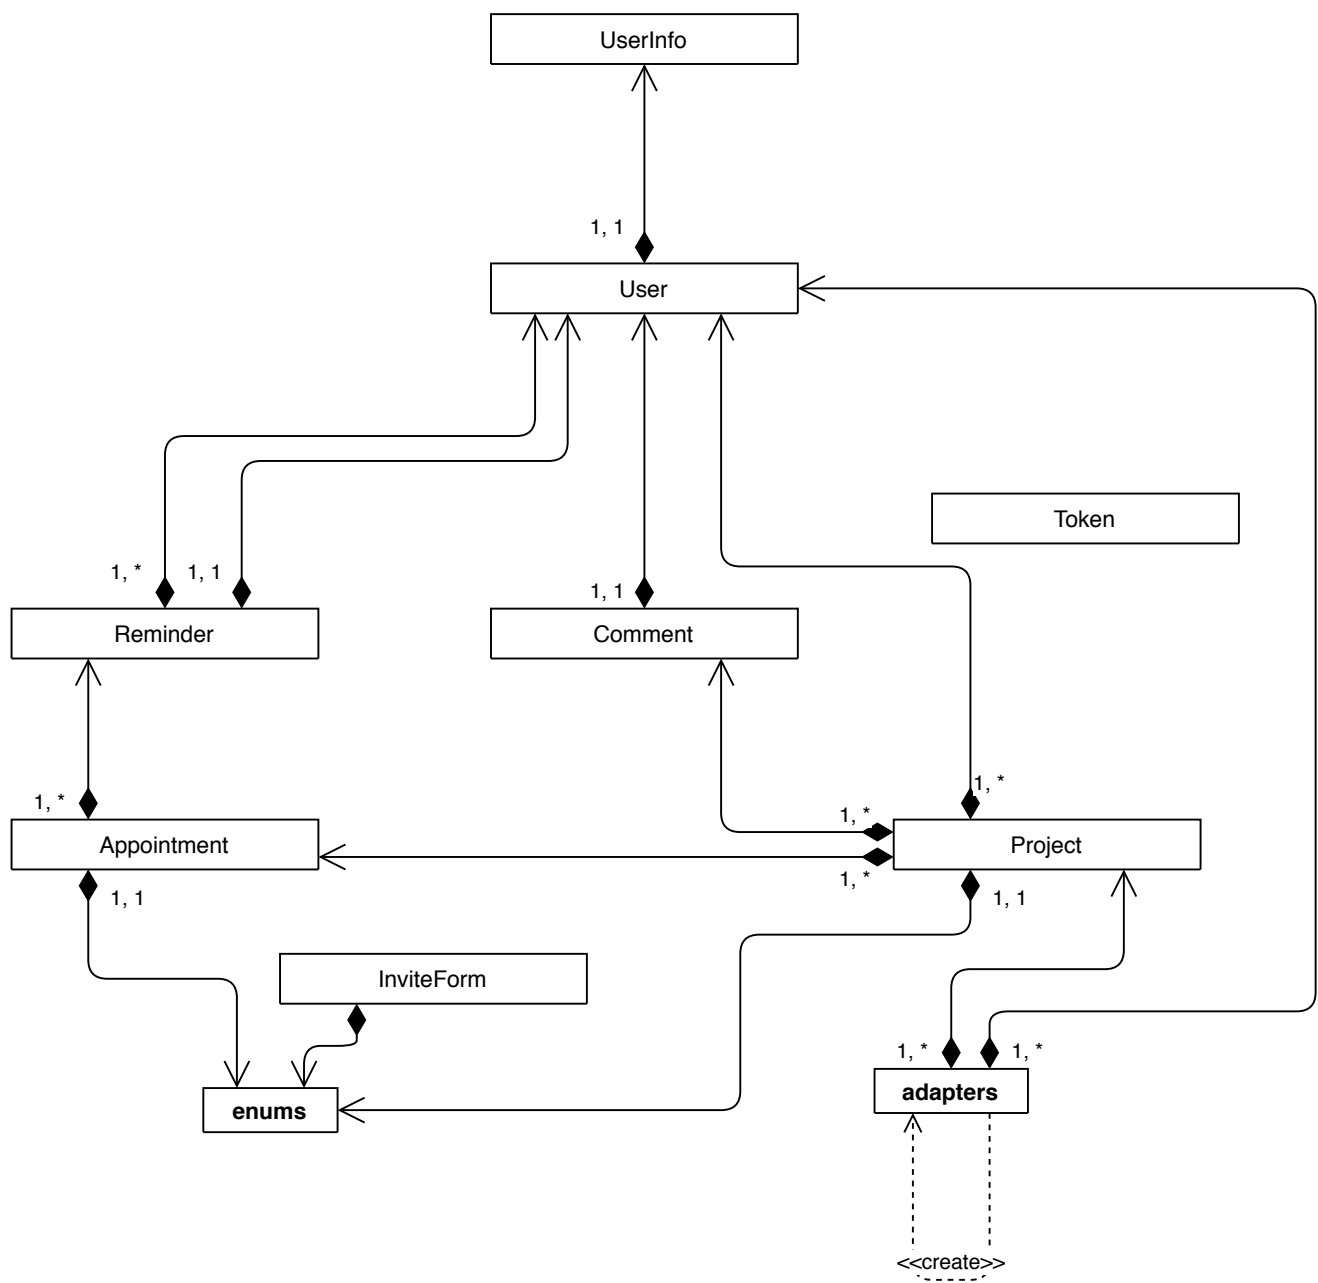 UserInfo
1, 1
User
Token
1, *
1, 1
1, 1
Reminder
Comment
1, *
1, *
1, *
Appointment
Project
1, *
1, 1
1, 1
InviteForm
1, *
1, *
adapters
enums
<<create>>